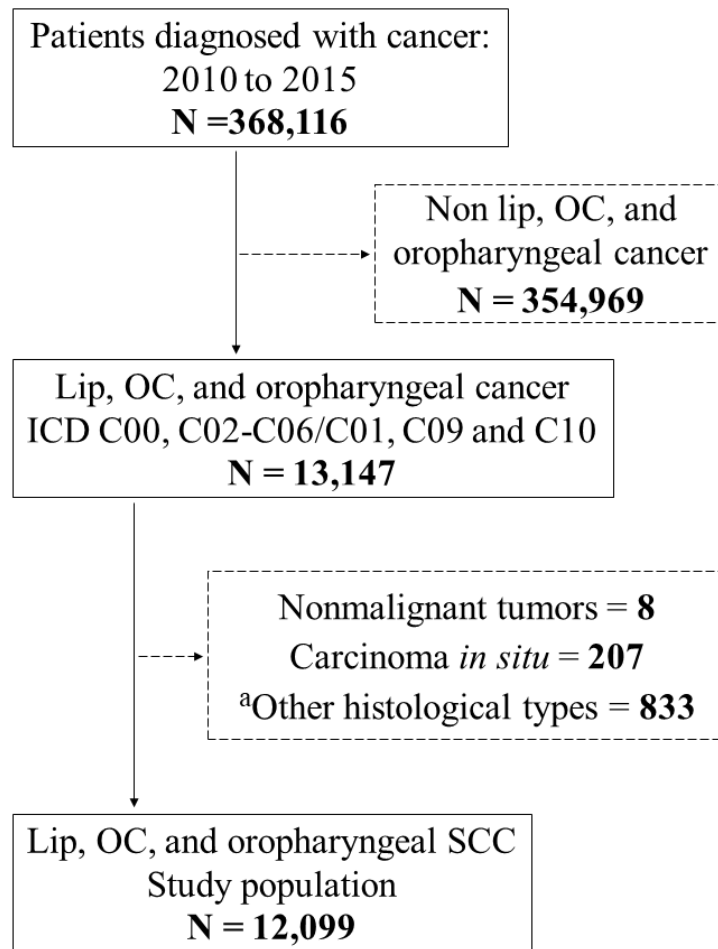 Patients diagnosed with cancer:
2010 to 2015
N =368,116
Non lip, OC, and
oropharyngeal cancer
N = 354,969
Lip, OC, and oropharyngeal cancer
ICD C00, C02-C06/C01, C09 and C10
N = 13,147
Nonmalignant tumors = 8
Carcinoma in situ = 207
aOther histological types = 833
Lip, OC, and oropharyngeal SCC
Study population
N = 12,099